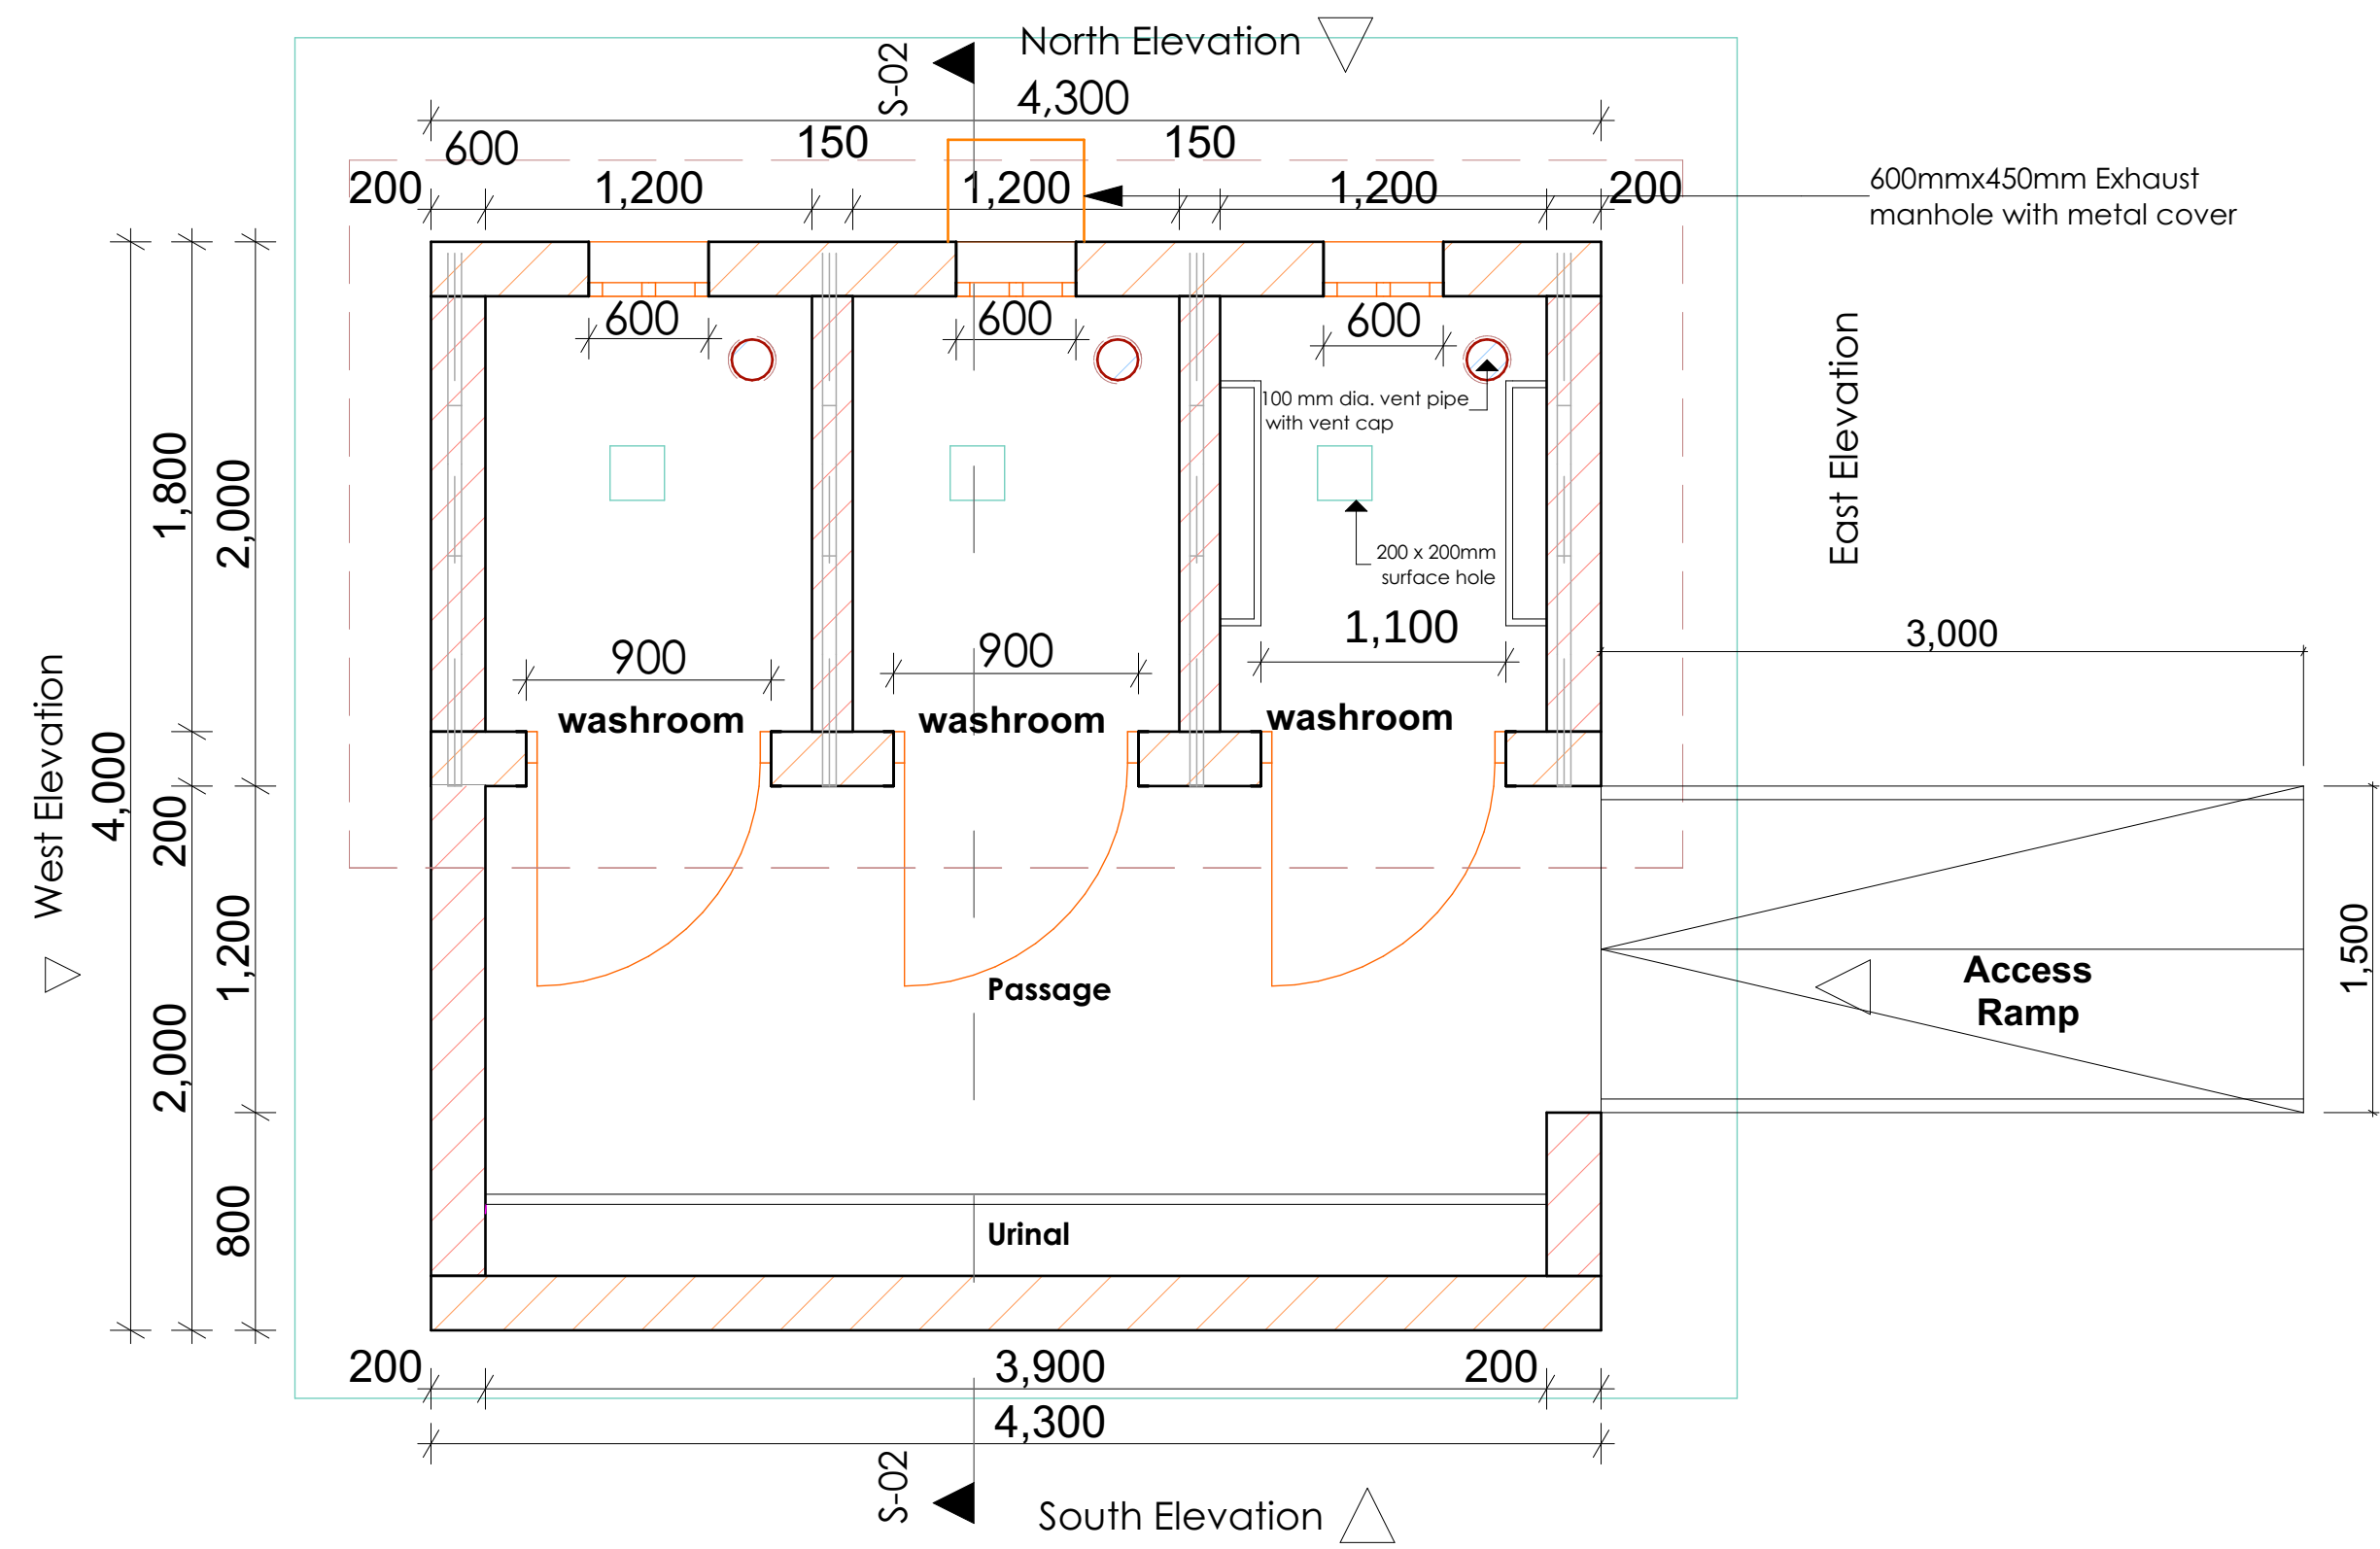 North Elevation
S-02
4,300
600
150
150
200
1,200
1,200
1,200
200
600mmx450mm Exhaust
manhole with metal cover
600
600
600
100 mm dia. vent pipe
with vent cap
East Elevation
1,800
2,000
200 x 200mm
surface hole
1,100
900
900
3,000
washroom
washroom
washroom
West Elevation
4,000
200
1,200
2,000
800
Passage
Access
Ramp
1,500
Urinal
200
3,900
200
4,300
S-02
South Elevation